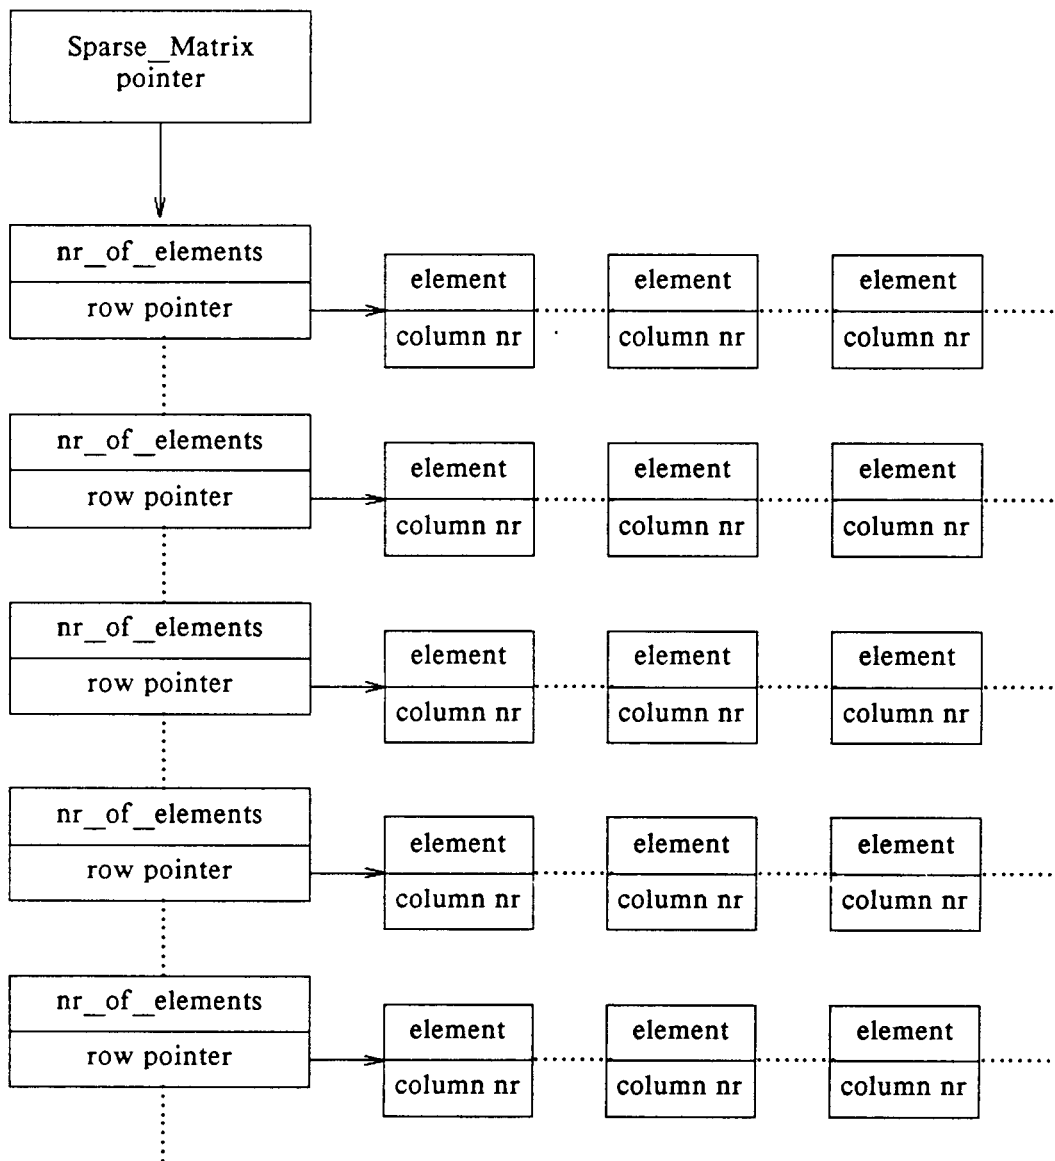 Sparse_Matrix
pointer
nr_of_elements
row pointer
element
column nr
element
column nr
element
column nr
nr_of_elements
row pointer
element
column nr
element
column nr
element
column nr
nr_of_elements
row pointer
element
column nr
element
column nr
element
column nr
nr_of_elements
row pointer
element
column nr
element
column nr
element
column nr
nr_of_elements
row pointer
element
column nr
element
column nr
element
column nr